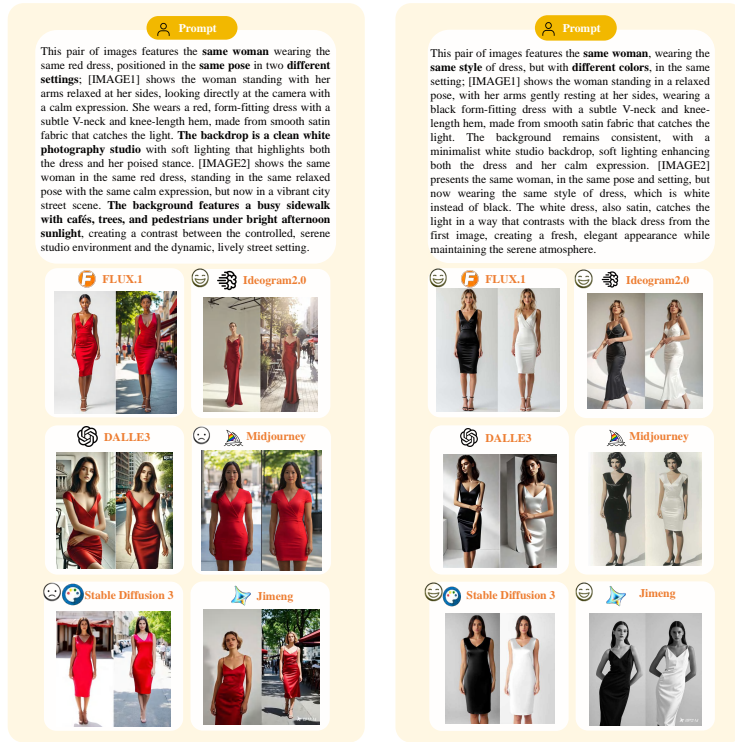 Prompt
This pair of images features the same woman wearing the
same red dress, positioned in the same pose in two different
settings; [IMAGE1] shows the woman standing with her
arms relaxed at her sides, looking directly at the camera with
a calm expression. She wears a red, form-fitting dress with a
subtle V-neck and knee-length hem, made from smooth satin
fabric that catches the light. The backdrop is a clean white
photography studio with soft lighting that highlights both
the dress and her poised stance. [IMAGE2] shows the same
woman in the same red dress, standing in the same relaxed
pose with the same calm expression, but now in a vibrant city
street scene. The background features a busy sidewalk
with cafés, trees, and pedestrians under bright afternoon
sunlight, creating a contrast between the controlled, serene
studio environment and the dynamic, lively street setting.
FLUX.1
Ideogram2.0
DALLE3
Midjourney
Stable Diffusion 3
Jimeng
Prompt
This pair of images features the same woman, wearing the
same style of dress, but with different colors, in the same
setting; [IMAGE1] shows the woman standing in a relaxed
pose, with her arms gently resting at her sides, wearing a
black form-fitting dress with a subtle V-neck and knee-
length hem, made from smooth satin fabric that catches the
light. The background remains consistent, with a
minimalist white studio backdrop, soft lighting enhancing
both the dress and her calm expression. [IMAGE2]
presents the same woman, in the same pose and setting, but
now wearing the same style of dress, which is white
instead of black. The white dress, also satin, catches the
light in a way that contrasts with the black dress from the
first image, creating a fresh, elegant appearance while
maintaining the serene atmosphere.
FLUX.1
Ideogram2.0
DALLE3
Midjourney
Stable Diffusion 3
Jimeng